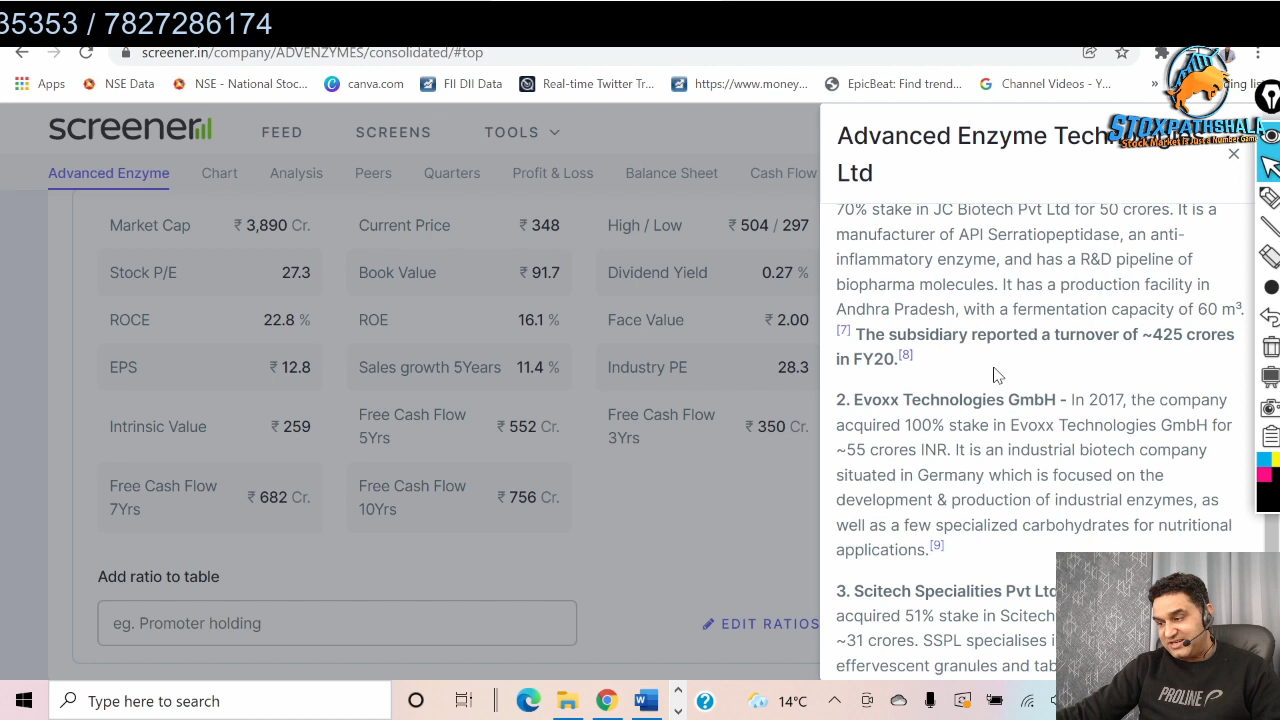 35353 / 7827286174
screener.in/company/ADVENZYMES/consolidated/#top
Apps NSE Data NSE - National Stoc... canva.com FII DII Data Real-time Twitter Tr... https://www.money... EpicBeat: Find trend... Channel Videos - Y... »
STOXPATHSHALA
Stock Market is Just a Number Game
screener FEED SCREENS TOOLS
Advanced Enzyme Chart Analysis Peers Quarters Profit & Loss Balance Sheet Cash Flow
Market Cap ₹ 3,890 Cr. Current Price ₹ 348 High / Low ₹ 504 / 297
Stock P/E 27.3 Book Value ₹ 91.7 Dividend Yield 0.27 %
ROCE 22.8 % ROE 16.1 % Face Value ₹ 2.00
EPS ₹ 12.8 Sales growth 5Years 11.4 % Industry PE 28.3
Intrinsic Value ₹ 259 Free Cash Flow 5Yrs ₹ 552 Cr. Free Cash Flow 3Yrs ₹ 350 Cr.
Free Cash Flow 7Yrs ₹ 682 Cr. Free Cash Flow 10Yrs ₹ 756 Cr.
Add ratio to table
eg. Promoter holding EDIT RATIOS
Advanced Enzyme
Ltd
70% stake in JC Biotech Pvt Ltd for 50 crores. It is a
manufacturer of API Serratiopeptidase, an anti-
inflammatory enzyme, and has a R&D pipeline of
biopharma molecules. It has a production facility in
Andhra Pradesh, with a fermentation capacity of 60 m³.
[7] The subsidiary reported a turnover of ~425 crores
in FY20.[8]
2. Evoxx Technologies GmbH - In 2017, the company
acquired 100% stake in Evoxx Technologies GmbH for
~55 crores INR. It is an industrial biotech company
situated in Germany which is focused on the
development & production of industrial enzymes, as
well as a few specialized carbohydrates for nutritional
applications.[9]
3. Scitech Specialities Pvt Ltd
acquired 51% stake in Scitech
~31 crores. SSPL specialises
effervescent granules and
PROLINE
Type here to search 14°C